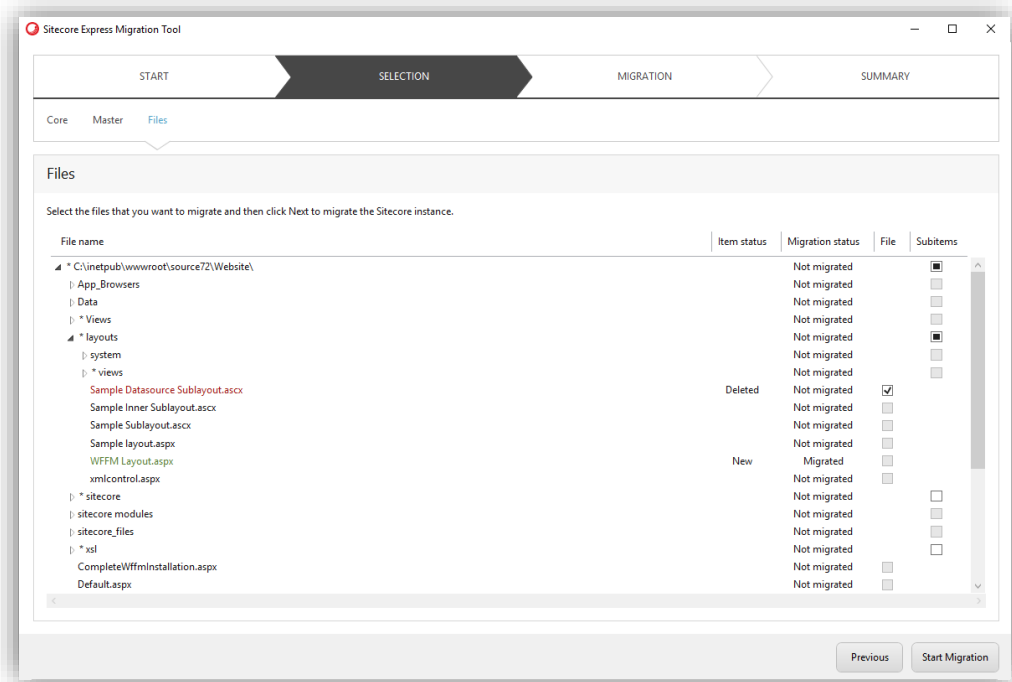 Sitecore Express Migration Tool
START SELECTION MIGRATION SUMMARY
Core Master Files
Files
Select the files that you want to migrate and then click Next to migrate the Sitecore instance.
File name Item status Migration status File Subitems
* C:\inetpub\wwwroot\source72\Website\ Not migrated
App_Browsers Not migrated
Data Not migrated
* Views Not migrated
* layouts Not migrated
system Not migrated
* views Not migrated
Sample Datasource Sublayout.ascx Deleted Not migrated
Sample Inner Sublayout.ascx Not migrated
Sample Sublayout.ascx Not migrated
Sample layout.aspx Not migrated
WFFM Layout.aspx New Migrated
xmlcontrol.aspx Not migrated
* sitecore Not migrated
sitecore modules Not migrated
sitecore_files Not migrated
* xsl Not migrated
CompleteWffmInstallation.aspx Not migrated
Default.aspx Not migrated
Previous Start Migration